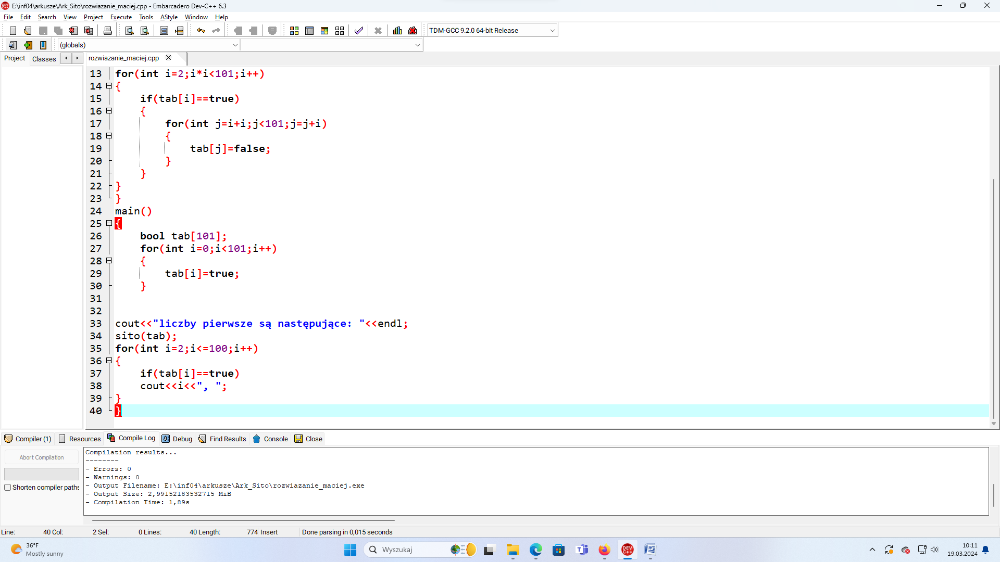 E:\inf04\arkusze\Ark_Sito\rozwiazanie_maciej.cpp - Embarcadero Dev-C++ 6.3
File Edit Search View Project Execute Tools AStyle Window Help
TDM-GCC 9.2.0 64-bit Release
(globals)
Project Classes rozwiazanie_maciej.cpp
13 for(int i=2;i*i<101;i++)
14 {
15     if(tab[i]==true)
16     {
17         for(int j=i+i;j<101;j=j+i)
18         {
19             tab[j]=false;
20         }
21     }
22 }
23 }
24 main()
25 {
26     bool tab[101];
27     for(int i=0;i<101;i++)
28     {
29         tab[i]=true;
30     }
31
32
33 cout<<"liczby pierwsze są następujące: "<<endl;
34 sito(tab);
35 for(int i=2;i<=100;i++)
36 {
37     if(tab[i]==true)
38     cout<<i<<", ";
39 }
40 }
Compiler (1) Resources Compile Log Debug Find Results Console Close
Abort Compilation
Shorten compiler paths
Compilation results...
--------
- Errors: 0
- Warnings: 0
- Output Filename: E:\inf04\arkusze\Ark_Sito\rozwiazanie_maciej.exe
- Output Size: 2,99152183532715 MiB
- Compilation Time: 1,89s
Line: 40 Col: 2 Sel: 0 Lines: 40 Length: 774 Insert Done parsing in 0,015 seconds
36°F
Mostly sunny
Wyszukaj
DEV C++
10:11
19.03.2024